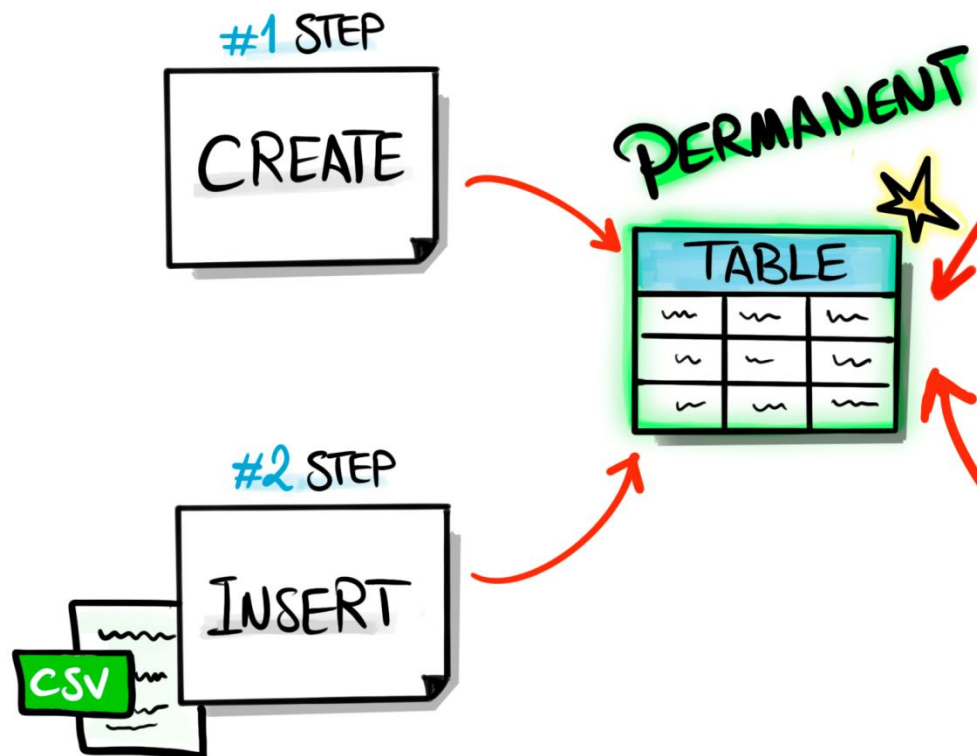 #1 STEP
CREATE
PERMANENT
TABLE
#2 STEP
INSERT
CSV